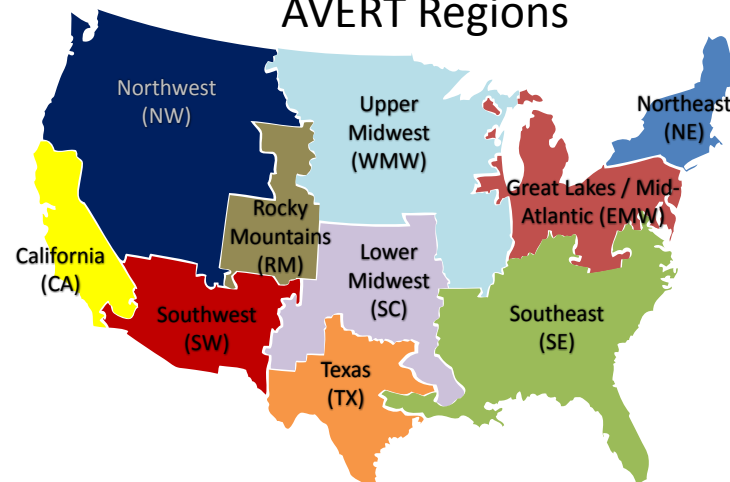 AVERT Regions
Northwest
(NW)
Upper
Midwest
(WMW)
Northeast
(NE)
Great Lakes / Mid-
Atlantic (EMW)
Rocky
Mountains
(RM)
California
(CA)
Lower
Midwest
(SC)
Southwest
(SW)
Southeast
(SE)
Texas
(TX)